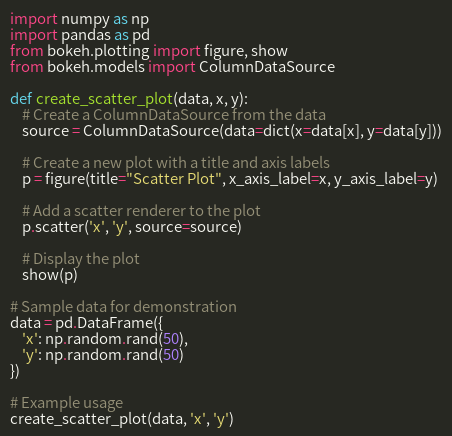 import numpy as np
import pandas as pd
from bokeh.plotting import figure, show
from bokeh.models import ColumnDataSource

def create_scatter_plot(data, x, y):
    # Create a ColumnDataSource from the data
    source = ColumnDataSource(data=dict(x=data[x], y=data[y]))

    # Create a new plot with a title and axis labels
    p = figure(title="Scatter Plot", x_axis_label=x, y_axis_label=y)

    # Add a scatter renderer to the plot
    p.scatter('x', 'y', source=source)

    # Display the plot
    show(p)

# Sample data for demonstration
data = pd.DataFrame({
    'x': np.random.rand(50),
    'y': np.random.rand(50)
})

# Example usage
create_scatter_plot(data, 'x', 'y')